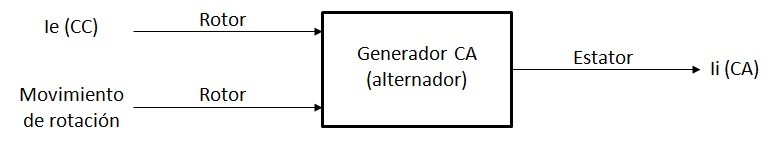 Ie (CC)
Rotor
Movimiento
de rotación
Rotor
Generador CA
(alternador)
Estator
Ii (CA)